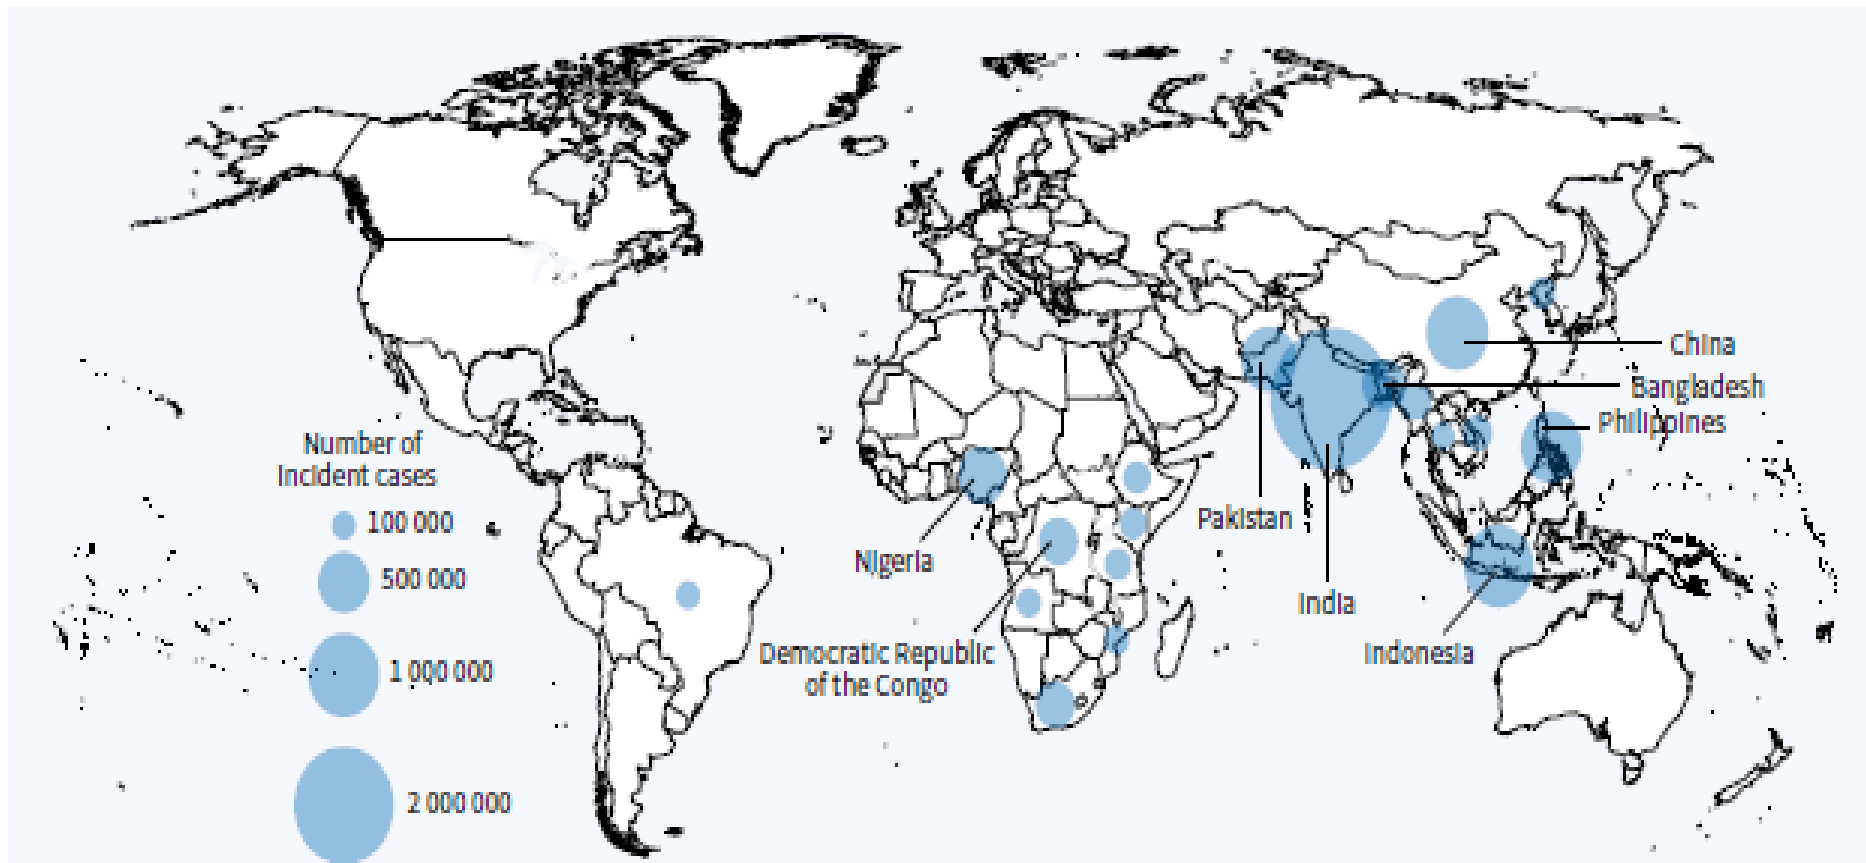 Number of
incident cases
100 000
500 000
1 000 000
2 000 000
China
Bangladesh
Philippines
Pakistan
Nigeria
India
Indonesia
Democratic Republic
of the Congo